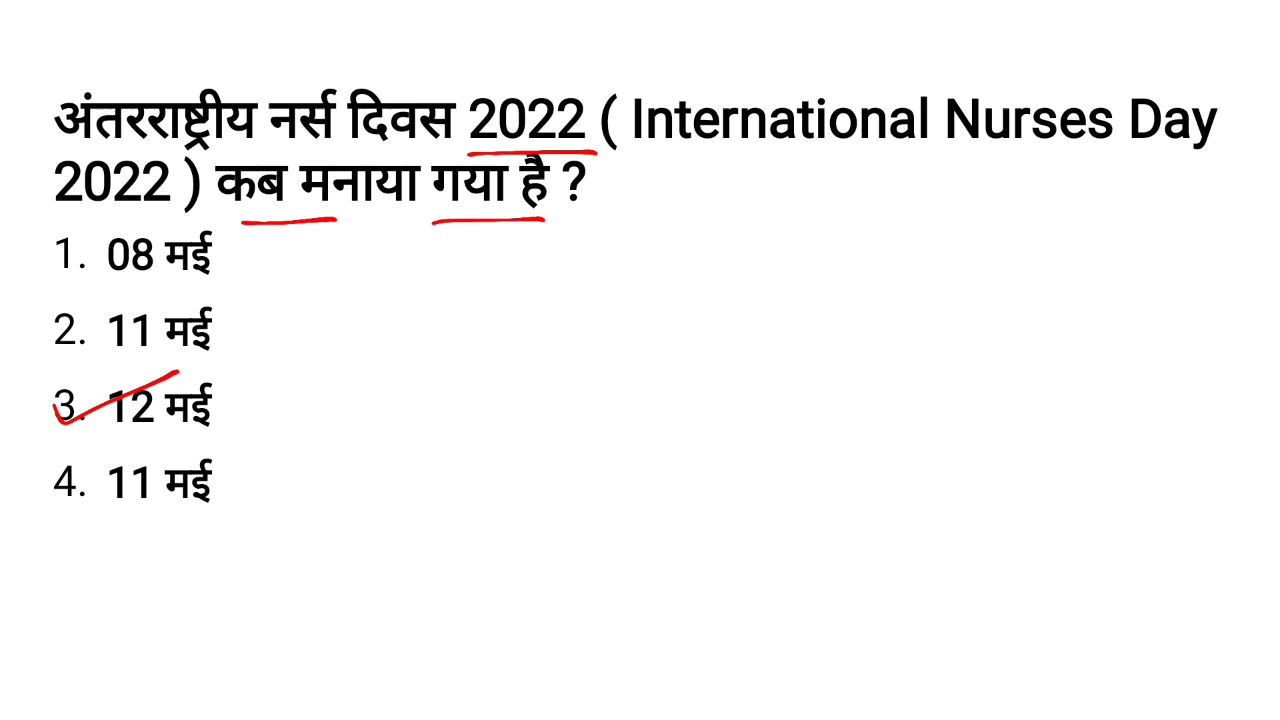 अंतरराष्ट्रीय नर्स दिवस 2022 ( International Nurses Day
2022 ) कब मनाया गया है ?
1. 08 मई
2. 11 मई
3. 12 मई
4. 11 मई